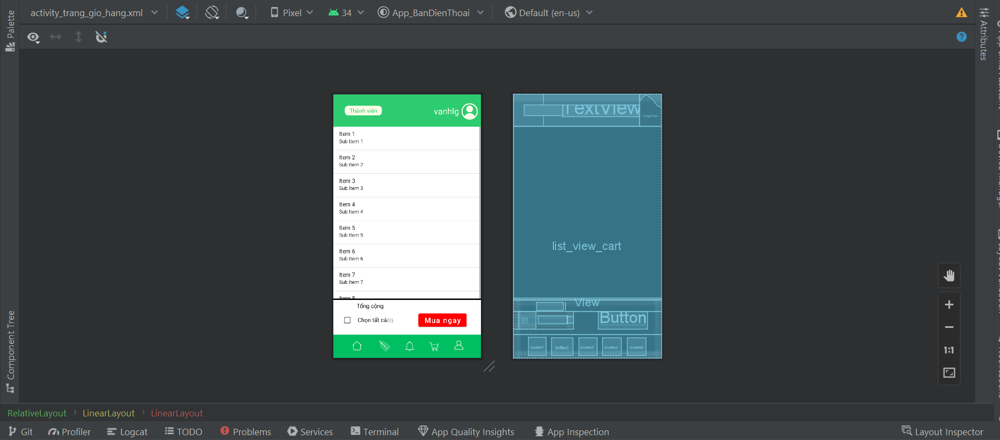 activity_trang_gio_hang.xml
Pixel
34
App_BanDienThoai
Default (en-us)
Palette
Attributes
Thành viên
vanhlg
Item 1
Sub Item 1
Item 2
Sub Item 2
Item 3
Sub Item 3
Item 4
Sub Item 4
Item 5
Sub Item 5
Item 6
Sub Item 6
Item 7
Sub Item 7
Item 8
Tổng cộng
Chọn tất cả(0)
Mua ngay
TextView
ImageView
list_view_cart
View
Button
button1
button2
button3
button4
button5
1:1
Component Tree
RelativeLayout
LinearLayout
LinearLayout
Git
Profiler
Logcat
TODO
Problems
Services
Terminal
App Quality Insights
App Inspection
Layout Inspector